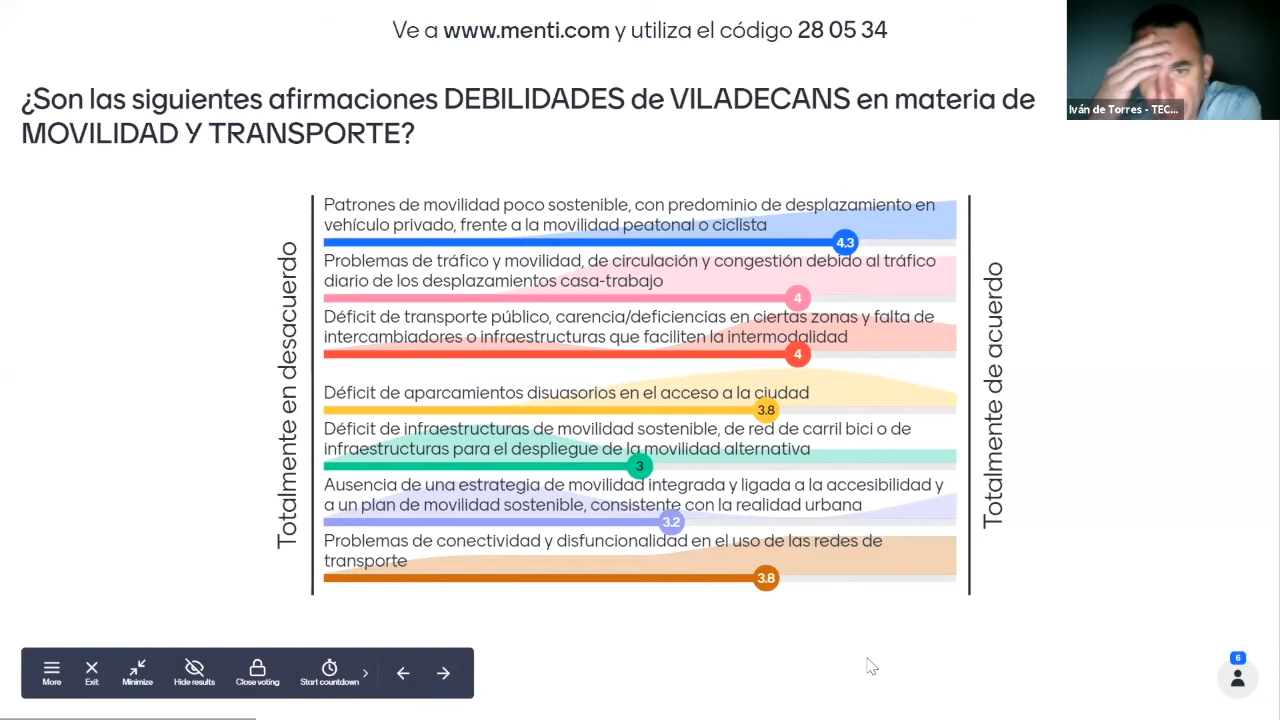 Ve a www.menti.com y utiliza el código 28 05 34
Iván de Torres - TEC...
¿Son las siguientes afirmaciones DEBILIDADES de VILADECANS en materia de
MOVILIDAD Y TRANSPORTE?
Totalmente en desacuerdo
Patrones de movilidad poco sostenible, con predominio de desplazamiento en
vehículo privado, frente a la movilidad peatonal o ciclista
4.3
Problemas de tráfico y movilidad, de circulación y congestión debido al tráfico
diario de los desplazamientos casa-trabajo
4
Déficit de transporte público, carencia/deficiencias en ciertas zonas y falta de
intercambiadores o infraestructuras que faciliten la intermodalidad
4
Déficit de aparcamientos disuasorios en el acceso a la ciudad
3.8
Déficit de infraestructuras de movilidad sostenible, de red de carril bici o de
infraestructuras para el despliegue de la movilidad alternativa
3
Ausencia de una estrategia de movilidad integrada y ligada a la accesibilidad y
a un plan de movilidad sostenible, consistente con la realidad urbana
3.2
Problemas de conectividad y disfuncionalidad en el uso de las redes de
transporte
3.8
Totalmente de acuerdo
More Exit Minimize Hide results Close voting Start countdown
6